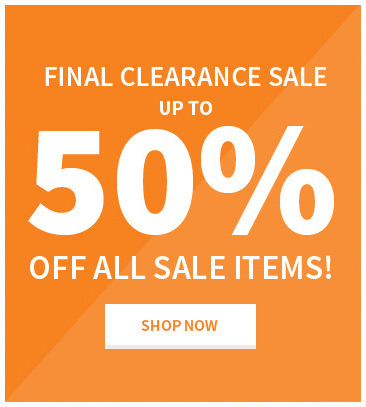 FINAL CLEARANCE SALE
UP TO
50%
OFF ALL SALE ITEMS!
SHOP NOW